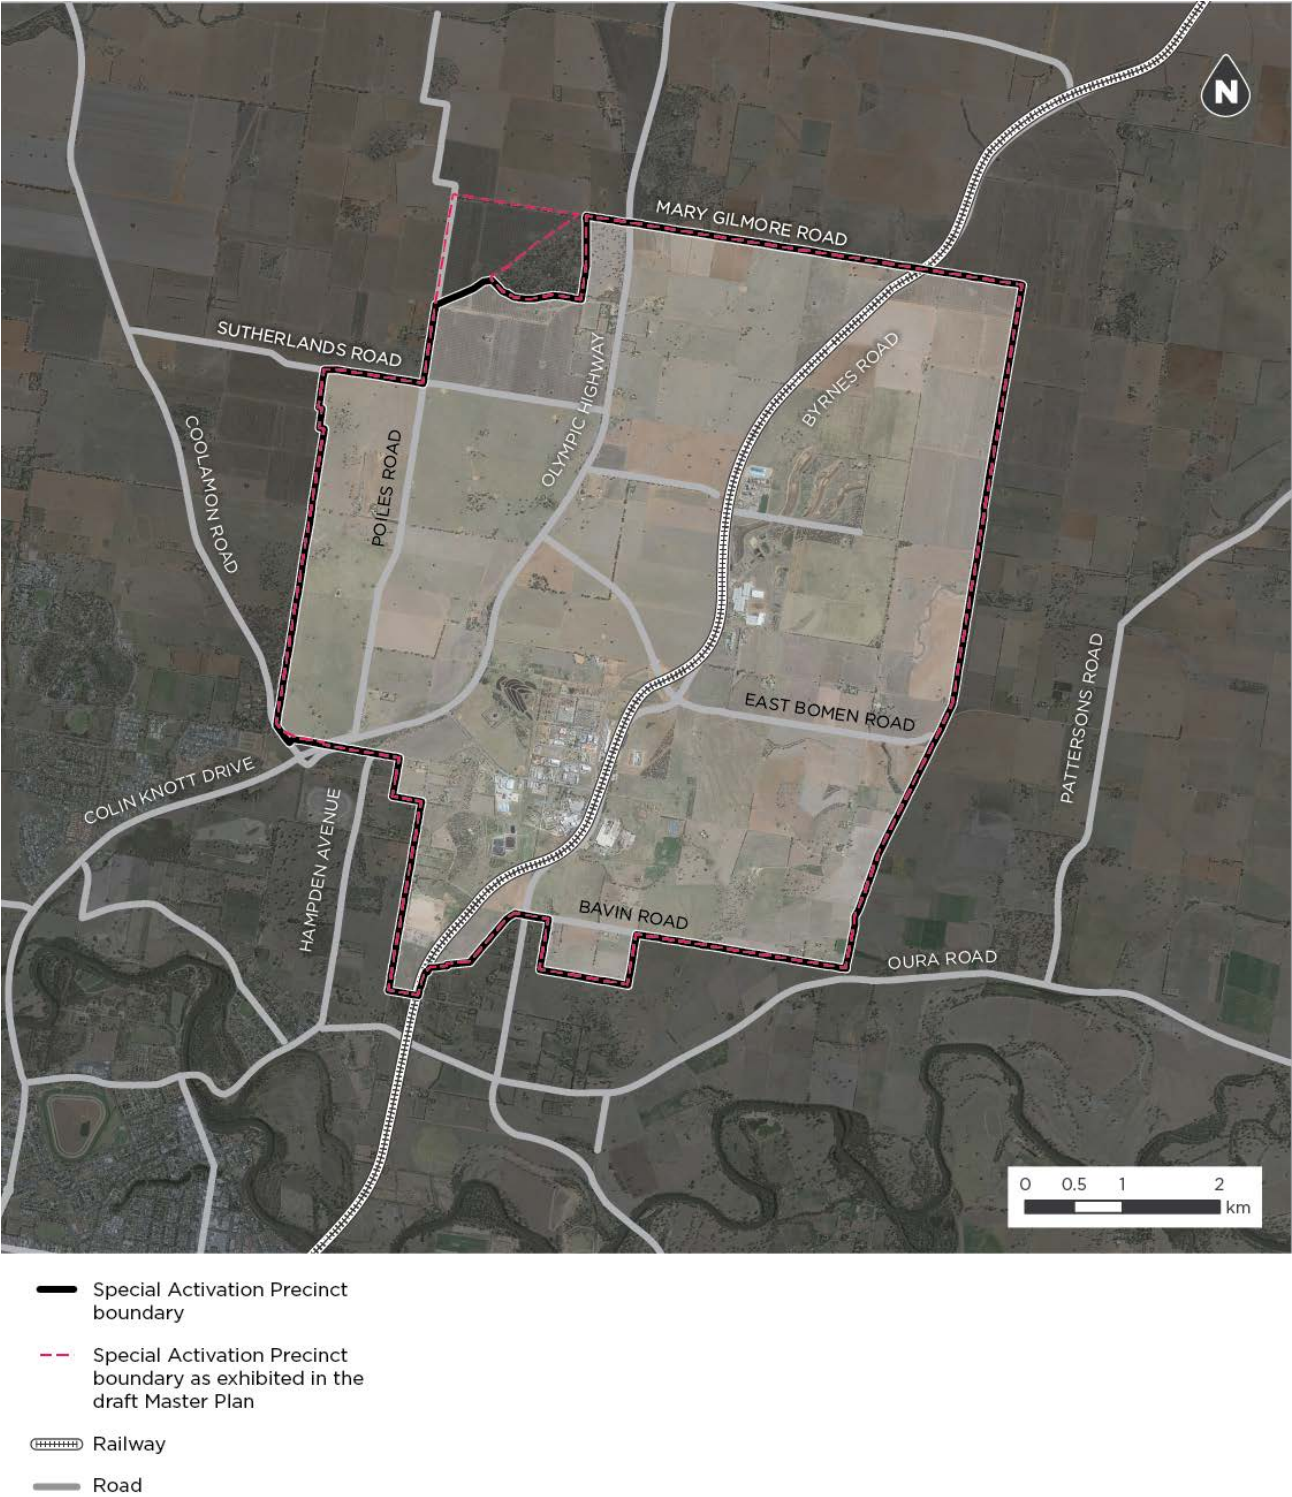 N
MARY GILMORE ROAD
SUTHERLANDS ROAD
BYRNES ROAD
OLYMPIC HIGHWAY
COOLAMON ROAD
POILES ROAD
PATTERSONS ROAD
EAST BOMEN ROAD
COLIN KNOTT DRIVE
HAMPDEN AVENUE
BAVIN ROAD
OURA ROAD
0 0.5 1 2
km
Special Activation Precinct
boundary
Special Activation Precinct
boundary as exhibited in the
draft Master Plan
Railway
Road